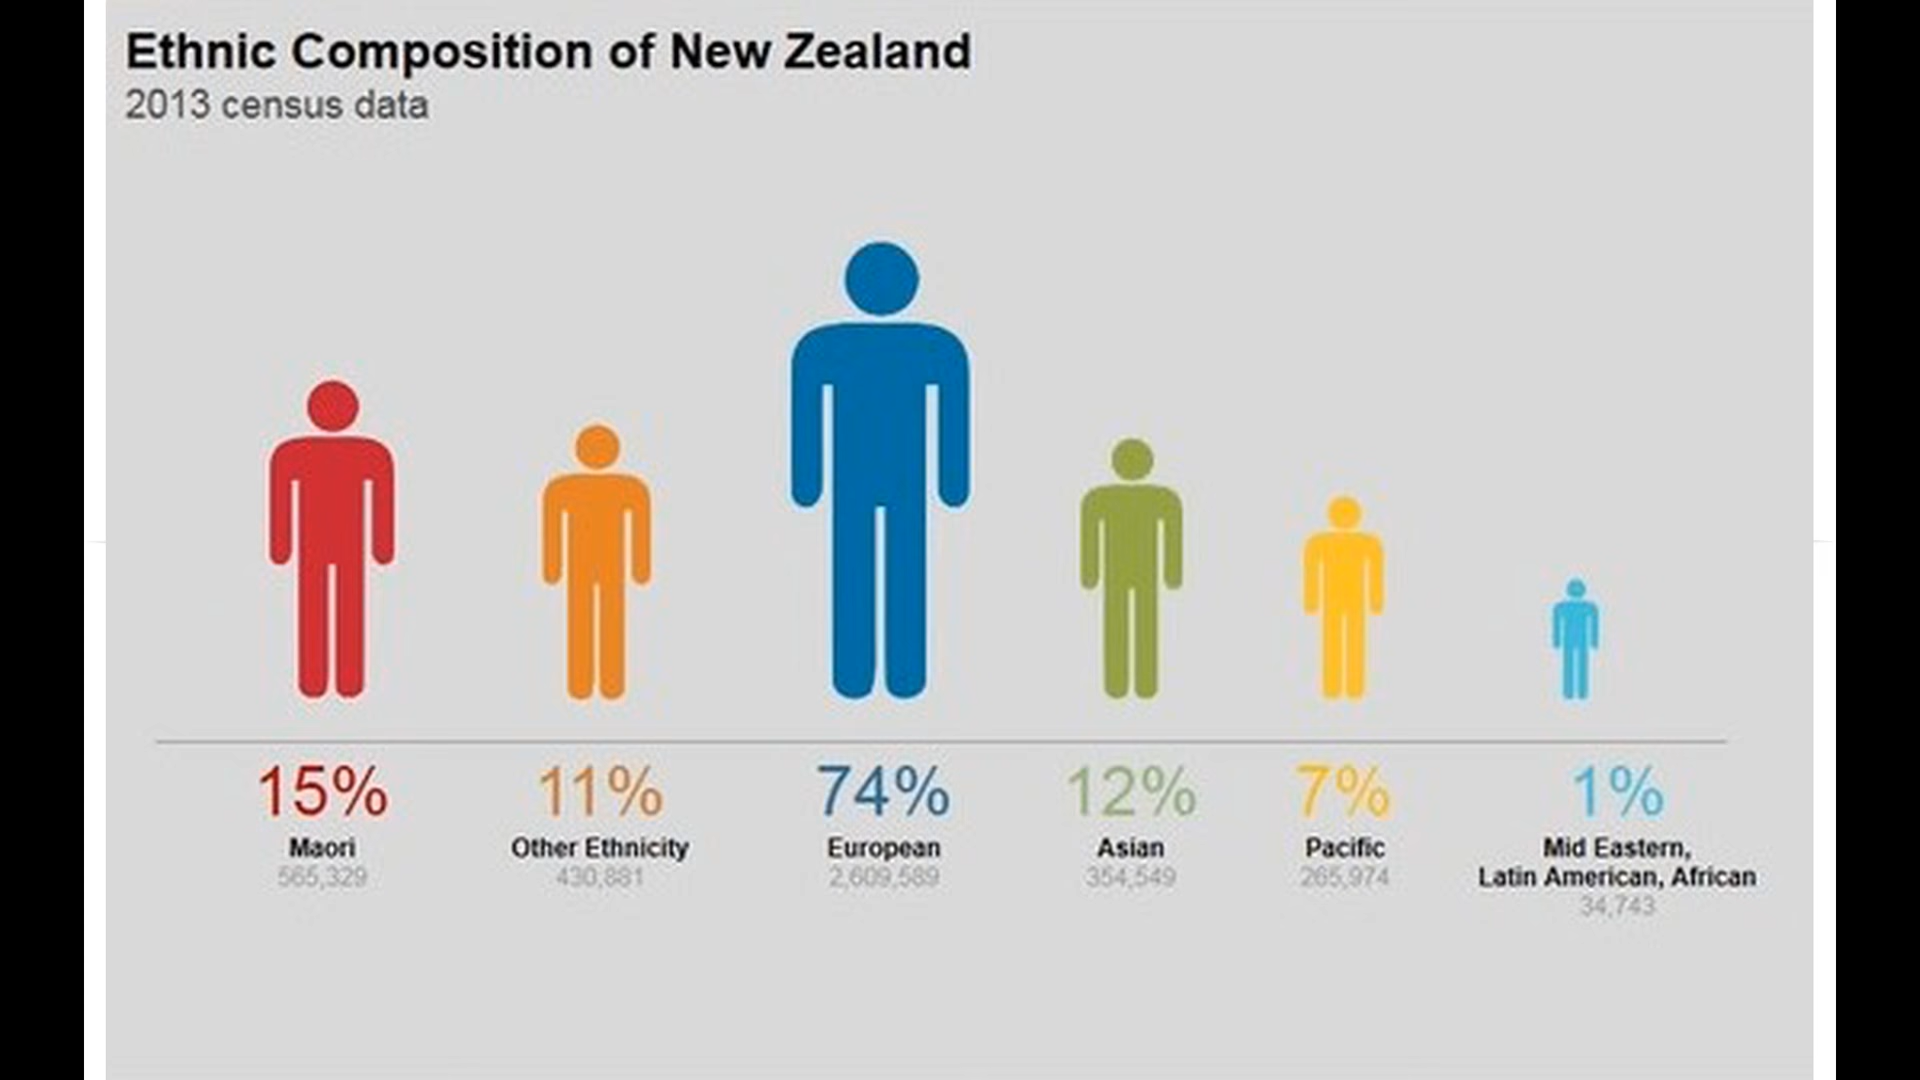 Ethnic Composition of New Zealand
2013 census data
15% 11% 74% 12% 7% 1%
Maori Other Ethnicity European Asian Pacific Mid Eastern,
Latin American, African
565,329 430,881 2,609,589 354,549 265,974
34,743